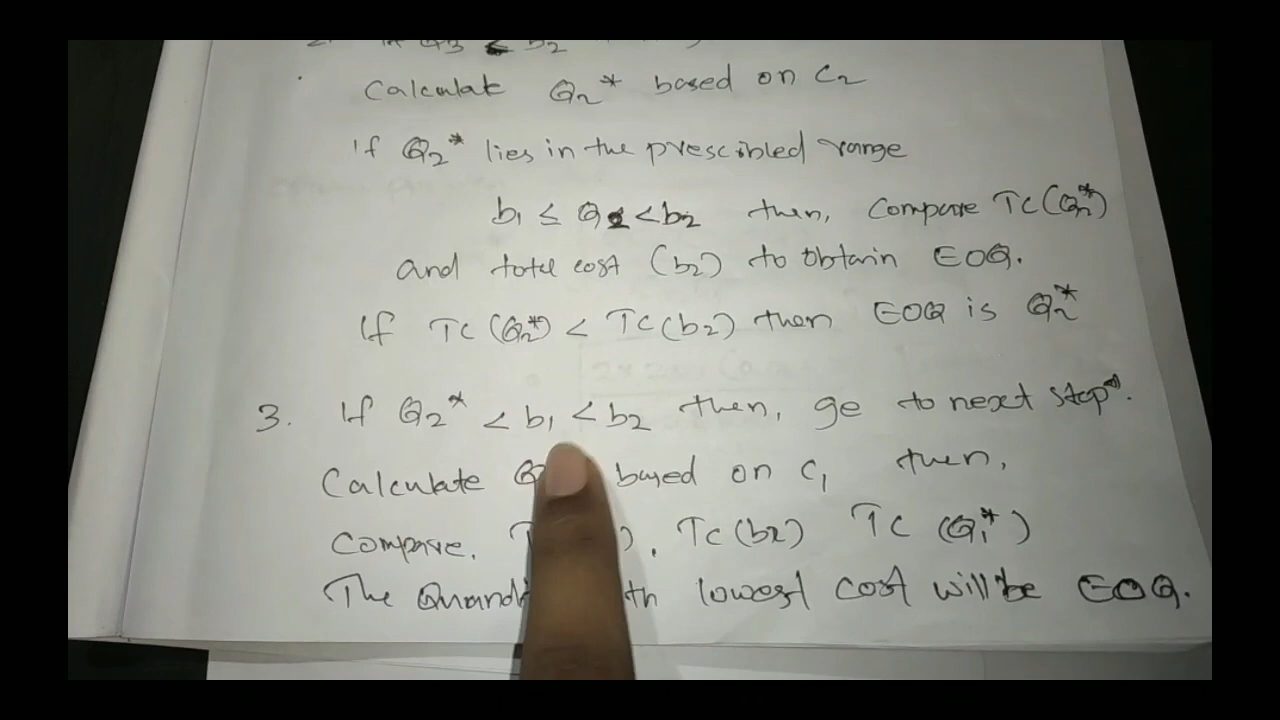 Calculate Q2* based on C2
If Q2* lies in the prescribled range
b1 ≤ Q2 < b2 then, Compare TC(Q2*)
and total cost (b2) to obtain EOQ.
If TC (Q2*) < TC (b2) then EOQ is Q2*
3. If Q2* < b1 < b2 then, go to next step.
Calculate based on C1 then,
Compare. , TC (b2) TC (Q1*)
The lowest cost will be EOQ.